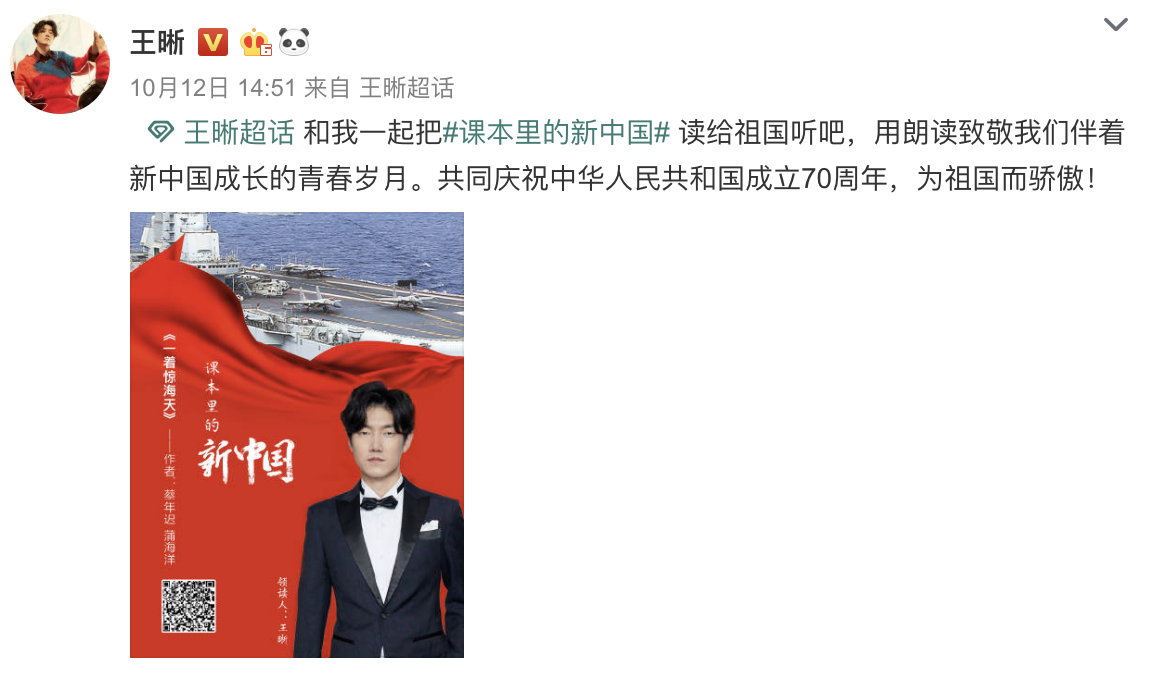 王晰
10月12日 14:51 来自 王晰超话
王晰超话 和我一起把#课本里的新中国# 读给祖国听吧，用朗读致敬我们伴着
新中国成长的青春岁月。共同庆祝中华人民共和国成立70周年，为祖国而骄傲！
《一着惊海天》——作者：蔡年迟 蒲海洋
课本里的
新中国
领读人：王晰